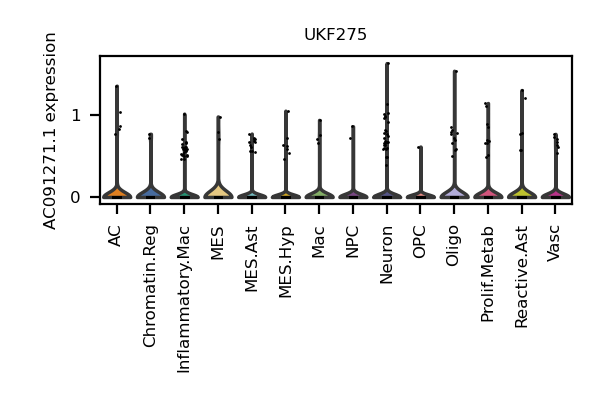 UKF275
AC091271.1 expression
1
0
AC
Chromatin.Reg
Inflammatory.Mac
MES
MES.Ast
MES.Hyp
Mac
NPC
Neuron
OPC
Oligo
Prolif.Metab
Reactive.Ast
Vasc